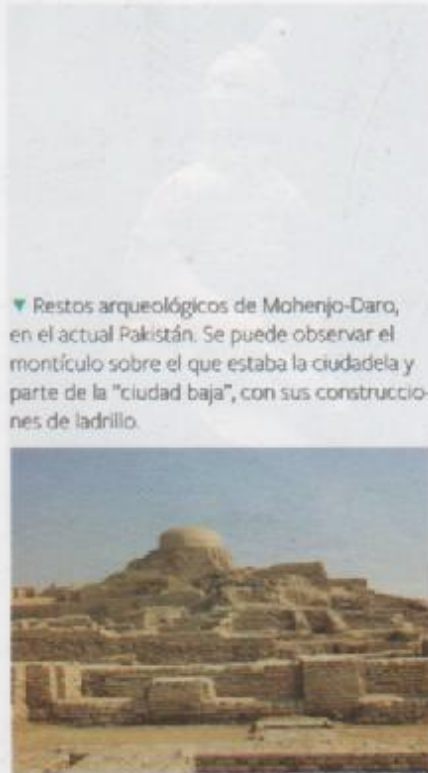 ▼ Restos arqueológicos de Mohenjo-Daro,
en el actual Pakistán. Se puede observar el
montículo sobre el que estaba la ciudadela y
parte de la "ciudad baja", con sus construccio-
nes de ladrillo.